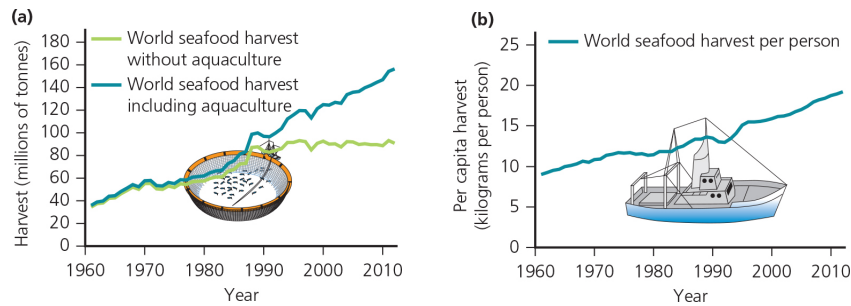 (a)
Harvest (millions of tonnes)
180
160
140
120
100
80
60
40
20
0
World seafood harvest
without aquaculture
World seafood harvest
including aquaculture
1960 1970 1980 1990 2000 2010
Year
(b)
Per capita harvest
(kilograms per person)
25
20
15
10
5
0
World seafood harvest per person
1960 1970 1980 1990 2000 2010
Year